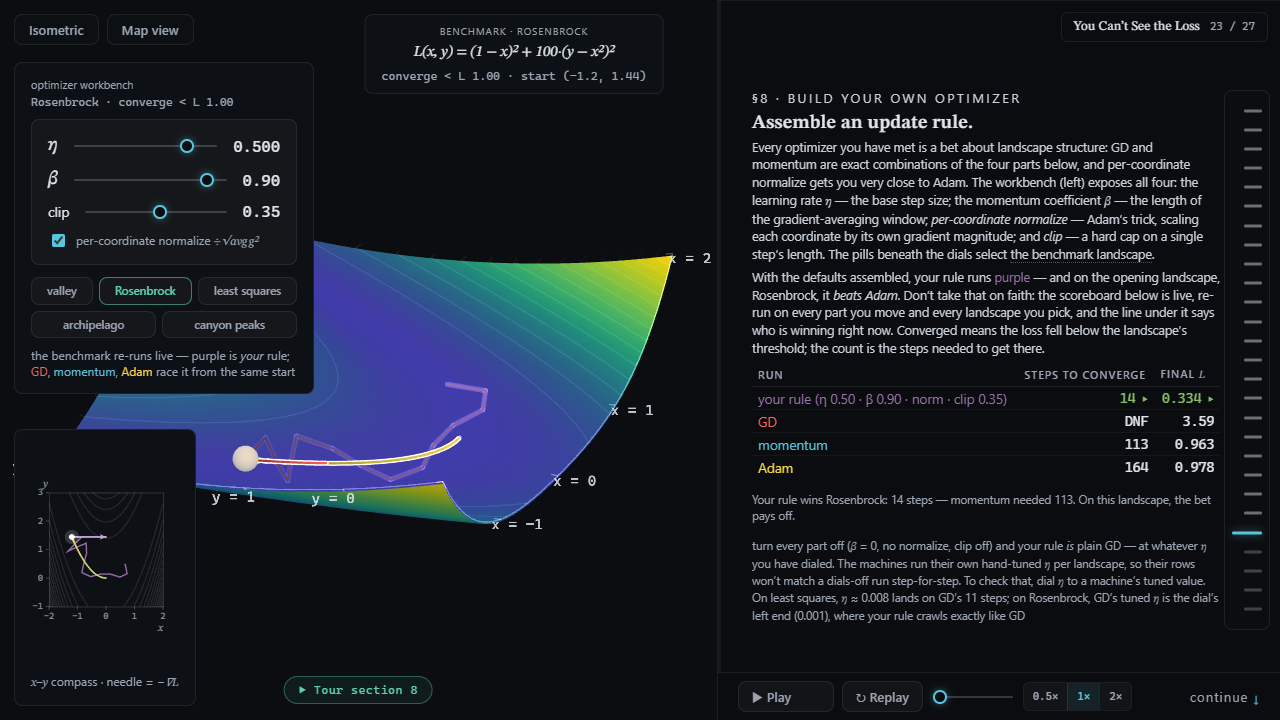 Isometric
Map view
BENCHMARK · ROSENBROCK
L(x, y) = (1 − x)² + 100·(y − x²)²
converge < L 1.00 · start (−1.2, 1.44)
optimizer workbench
Rosenbrock · converge < L 1.00
η 0.500
β 0.90
clip 0.35
per-coordinate normalize ÷√avg g²
valley
Rosenbrock
least squares
archipelago
canyon peaks
the benchmark re-runs live — purple is your rule;
GD, momentum, Adam race it from the same start
x = 2
x = 1
x = 0
x = −1
y = 1
y = 0
y
3
2
1
0
−1
−2 −1 0 1 2
x
x–y compass · needle = −∇L
▶ Tour section 8
You Can't See the Loss 23 / 27
§8 · BUILD YOUR OWN OPTIMIZER
Assemble an update rule.
Every optimizer you have met is a bet about landscape structure: GD and
momentum are exact combinations of the four parts below, and per-coordinate
normalize gets you very close to Adam. The workbench (left) exposes all four: the
learning rate η — the base step size; the momentum coefficient β — the length of
the gradient-averaging window; per-coordinate normalize — Adam's trick, scaling
each coordinate by its own gradient magnitude; and clip — a hard cap on a single
step's length. The pills beneath the dials select the benchmark landscape.
With the defaults assembled, your rule runs purple — and on the opening landscape,
Rosenbrock, it beats Adam. Don't take that on faith: the scoreboard below is live, re-
run on every part you move and every landscape you pick, and the line under it says
who is winning right now. Converged means the loss fell below the landscape's
threshold; the count is the steps needed to get there.
RUN STEPS TO CONVERGE FINAL L
your rule (η 0.50 · β 0.90 · norm · clip 0.35) 14 ▸ 0.334 ▸
GD DNF 3.59
momentum 113 0.963
Adam 164 0.978
Your rule wins Rosenbrock: 14 steps — momentum needed 113. On this landscape, the bet
pays off.
turn every part off (β = 0, no normalize, clip off) and your rule is plain GD — at whatever η
you have dialed. The machines run their own hand-tuned η per landscape, so their rows
won't match a dials-off run step-for-step. To check that, dial η to a machine's tuned value.
On least squares, η ≈ 0.008 lands on GD's 11 steps; on Rosenbrock, GD's tuned η is the dial's
left end (0.001), where your rule crawls exactly like GD
▶ Play
↻ Replay
0.5×
1×
2×
continue ↓